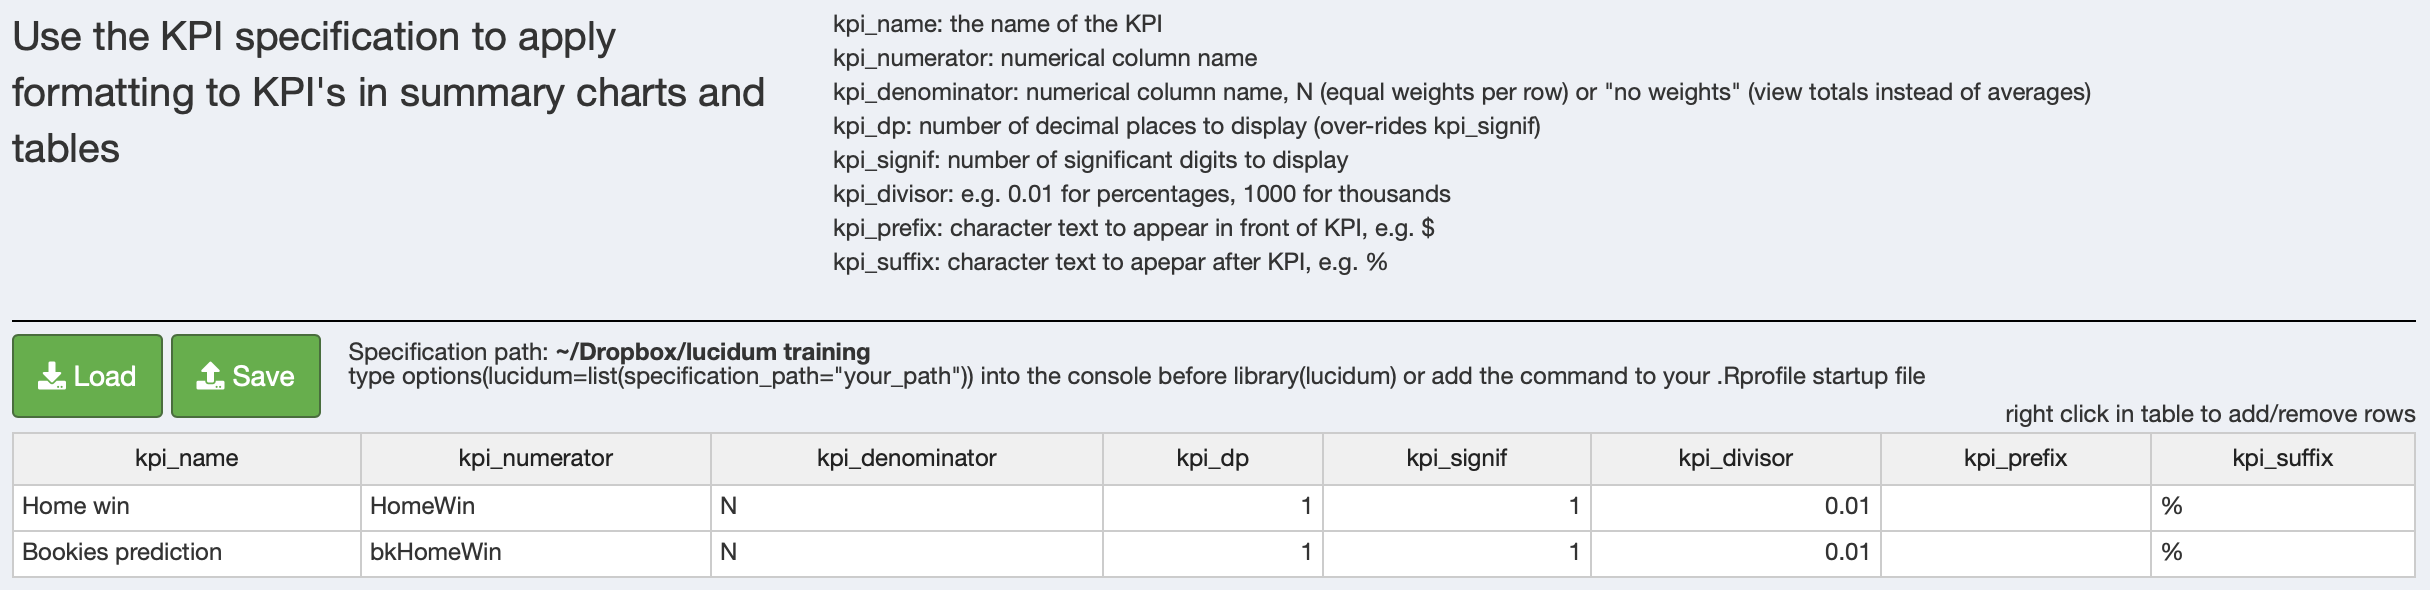 Use the KPI specification to apply
formatting to KPI's in summary charts and
tables
kpi_name: the name of the KPI
kpi_numerator: numerical column name
kpi_denominator: numerical column name, N (equal weights per row) or "no weights" (view totals instead of averages)
kpi_dp: number of decimal places to display (over-rides kpi_signif)
kpi_signif: number of significant digits to display
kpi_divisor: e.g. 0.01 for percentages, 1000 for thousands
kpi_prefix: character text to appear in front of KPI, e.g. $
kpi_suffix: character text to apepar after KPI, e.g. %
Load Save
Specification path: ~/Dropbox/lucidum training
type options(lucidum=list(specification_path="your_path")) into the console before library(lucidum) or add the command to your .Rprofile startup file
right click in table to add/remove rows
kpi_name kpi_numerator kpi_denominator kpi_dp kpi_signif kpi_divisor kpi_prefix kpi_suffix
Home win HomeWin N 1 1 0.01 %
Bookies prediction bkHomeWin N 1 1 0.01 %